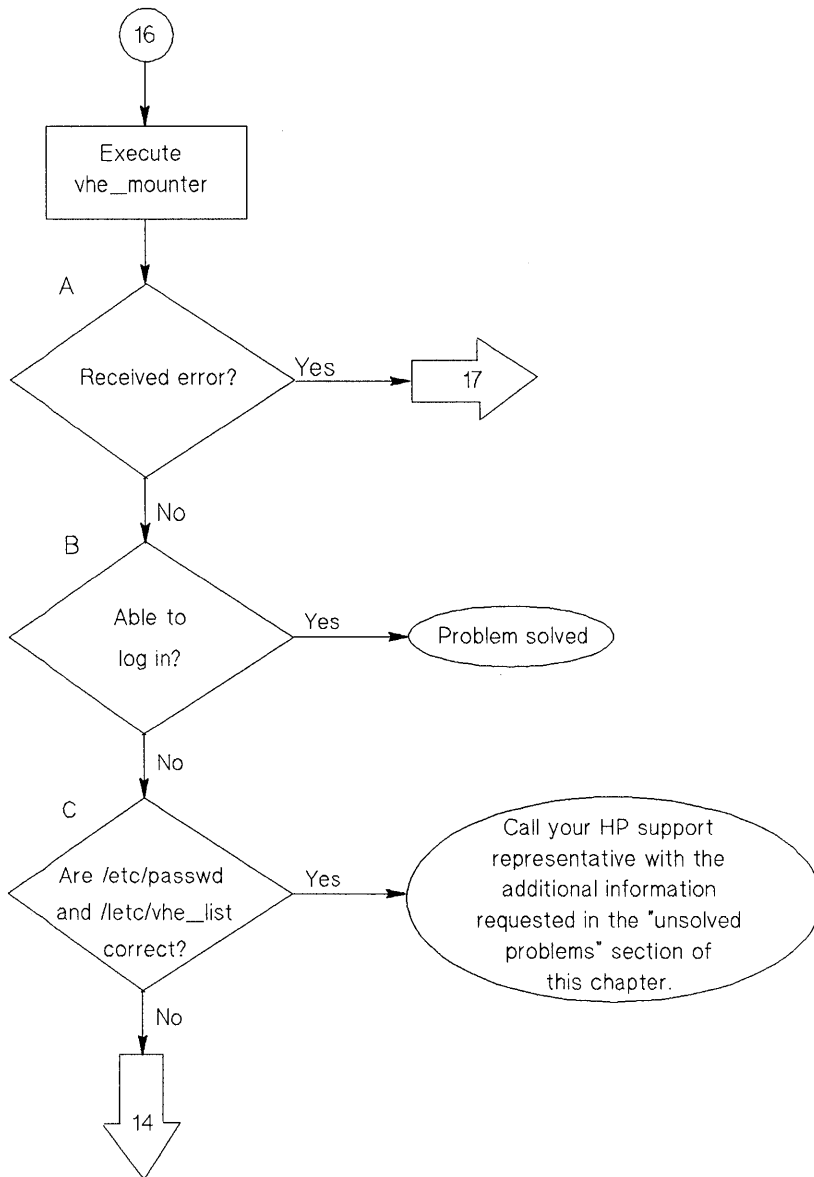 16
Execute
vhe_mounter
A
Received error?
Yes
17
No
B
Able to
log in?
Yes
Problem solved
No
C
Are /etc/passwd
and /letc/vhe_list
correct?
Yes
Call your HP support
representative with the
additional information
requested in the "unsolved
problems" section of
this chapter.
No
14